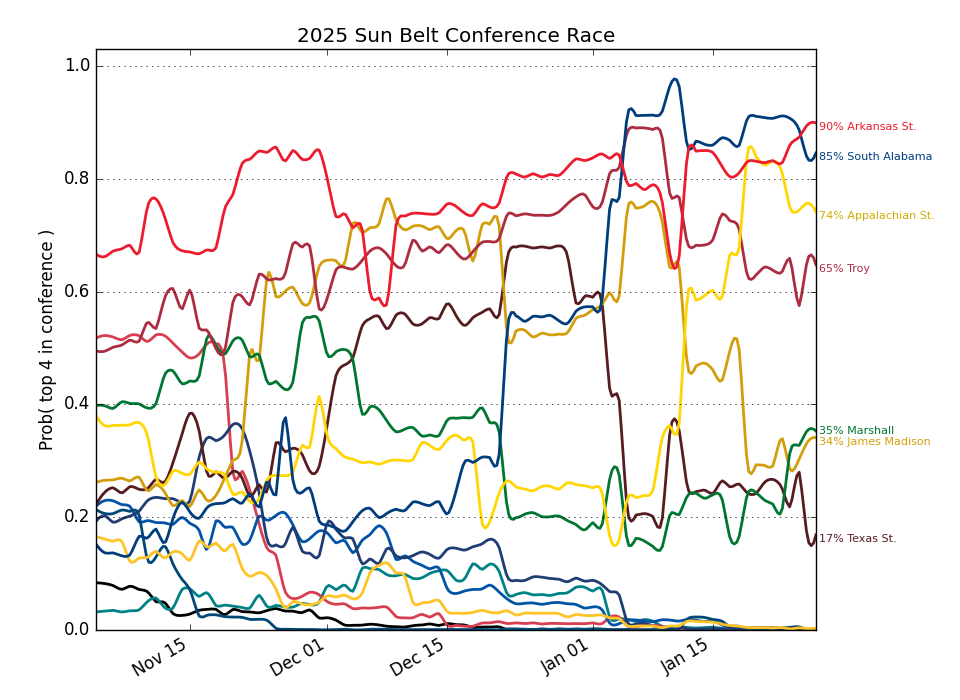 2025 Sun Belt Conference Race
Prob( top 4 in conference )
1.0
0.8
0.6
0.4
0.2
0.0
Nov 15
Dec 01
Dec 15
Jan 01
Jan 15
90% Arkansas St.
85% South Alabama
74% Appalachian St.
65% Troy
35% Marshall
34% James Madison
17% Texas St.